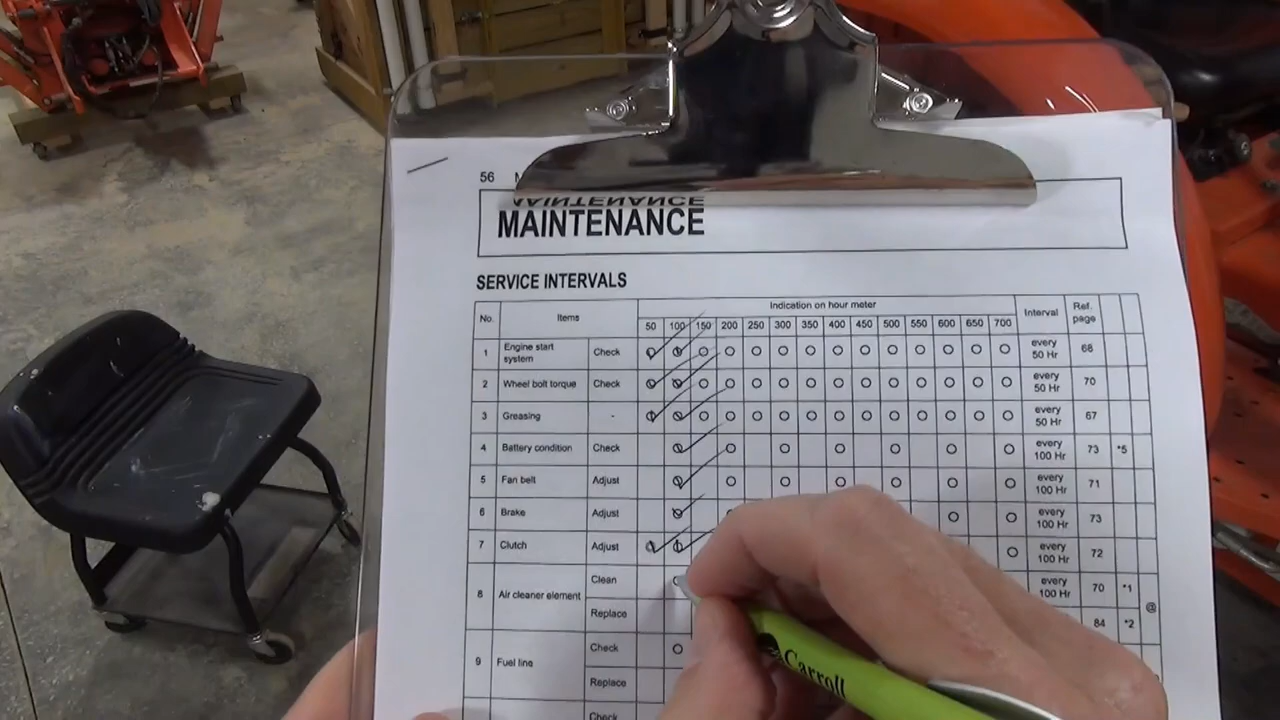 56
MAINTENANCE
SERVICE INTERVALS
No. Items Indication on hour meter Interval Ref. page
50 100 150 200 250 300 350 400 450 500 550 600 650 700
1 Engine start system Check every 50 Hr 68
2 Wheel bolt torque Check every 50 Hr 70
3 Greasing - every 50 Hr 67
4 Battery condition Check every 100 Hr 73 *5
5 Fan belt Adjust every 100 Hr 71
6 Brake Adjust every 100 Hr 73
7 Clutch Adjust every 100 Hr 72
8 Air cleaner element Clean every 100 Hr 70 *1 @
Replace 84 *2
9 Fuel line Check
Replace
Check
Carroll